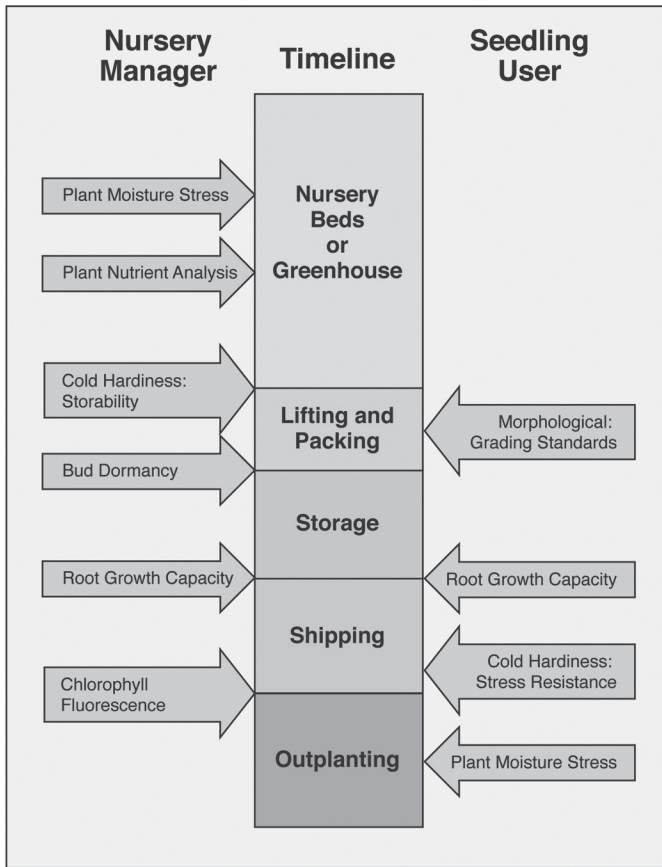 Nursery
Manager
Timeline
Seedling
User
Plant Moisture Stress
Plant Nutrient Analysis
Cold Hardiness:
Storability
Bud Dormancy
Root Growth Capacity
Chlorophyll
Fluorescence
Nursery
Beds
or
Greenhouse
Lifting and
Packing
Storage
Shipping
Outplanting
Morphological:
Grading Standards
Root Growth Capacity
Cold Hardiness:
Stress Resistance
Plant Moisture Stress